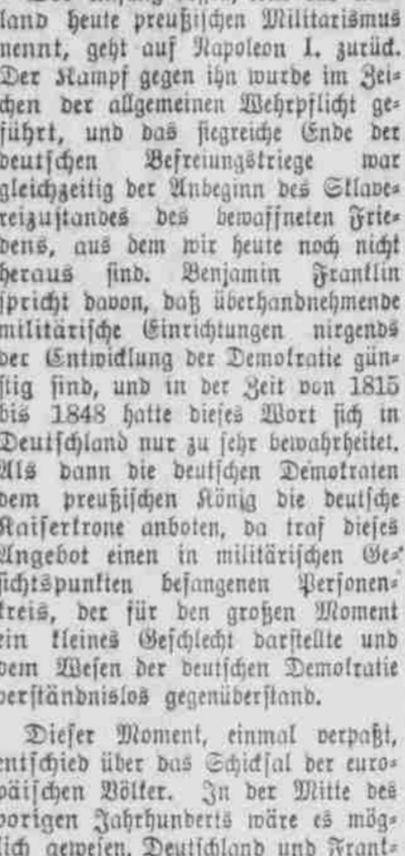 land heute preußischen Militarismus
nennt, geht auf Napoleon I. zurück.
Der Kampf gegen ihn wurde im Zei-
chen der allgemeinen Wehrpflicht ge-
führt, und das siegreiche Ende der
deutschen Befreiungskriege war
gleichzeitig der Anbeginn des Sklave-
reizustandes des bewaffneten Frie-
dens, aus dem wir heute noch nicht
heraus sind. Benjamin Franklin
spricht davon, daß überhandnehmende
militärische Einrichtungen nirgends
der Entwicklung der Demokratie gün-
stig sind, und in der Zeit von 1815
bis 1848 hatte dieses Wort sich in
Deutschland nur zu sehr bewahrheitet.
Als dann die deutschen Demokraten
dem preußischen König die deutsche
Kaiserkrone anboten, da traf dieses
Angebot einen in militärischen Ge-
sichtspunkten befangenen Personen-
kreis, der für den großen Moment
ein kleines Geschlecht darstellte und
dem Wesen der deutschen Demokratie
verständnislos gegenüberstand.
Dieser Moment, einmal verpaßt,
entschied über das Schicksal der euro-
päischen Völker. In der Mitte des
vorigen Jahrhunderts wäre es mög-
lich gewesen, Deutschland und Frank-